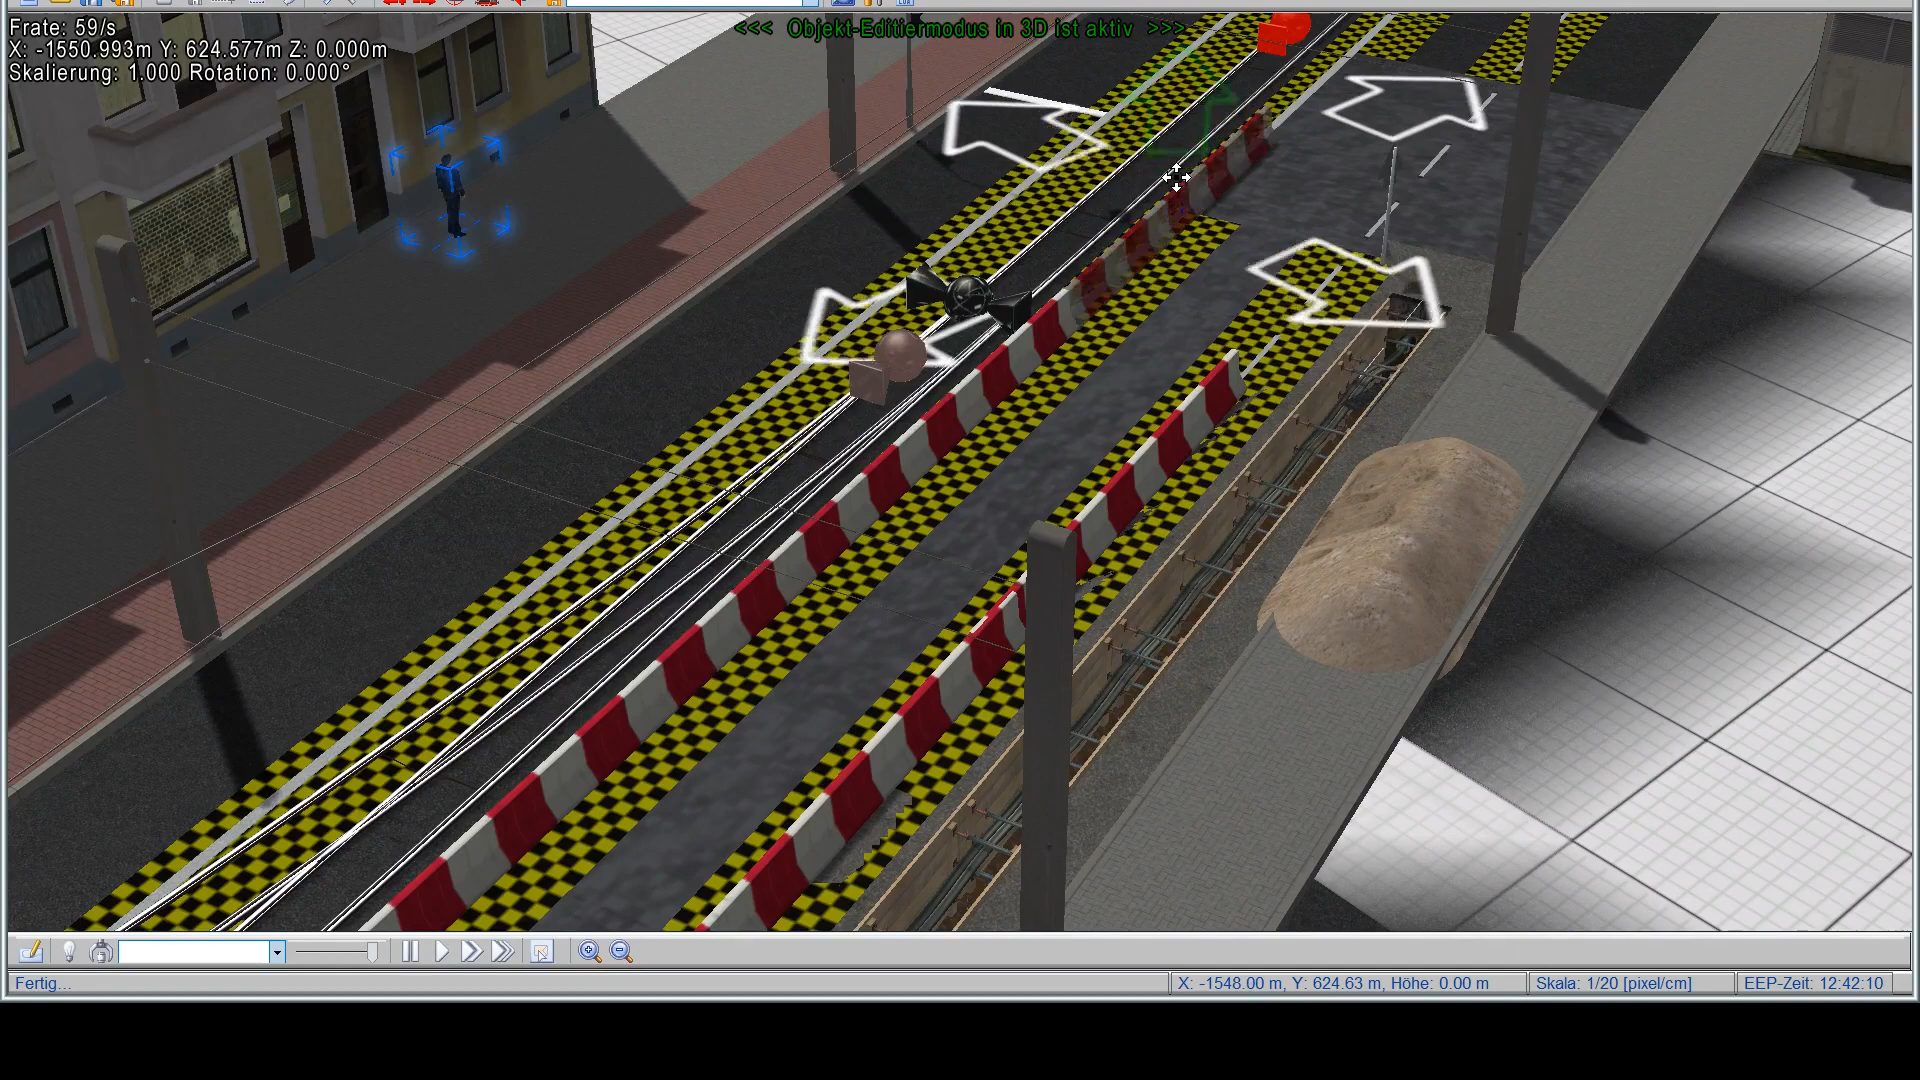 Frate: 59/s
X: -1550.993m Y: 624.577m Z: 0.000m
Skalierung: 1.000 Rotation: 0.000°
<<< Objekt-Editiermodus in 3D ist aktiv >>>
Fertig...
X: -1548.00 m, Y: 624.63 m, Höhe: 0.00 m
Skala: 1/20 [pixel/cm]
EEP-Zeit: 12:42:10